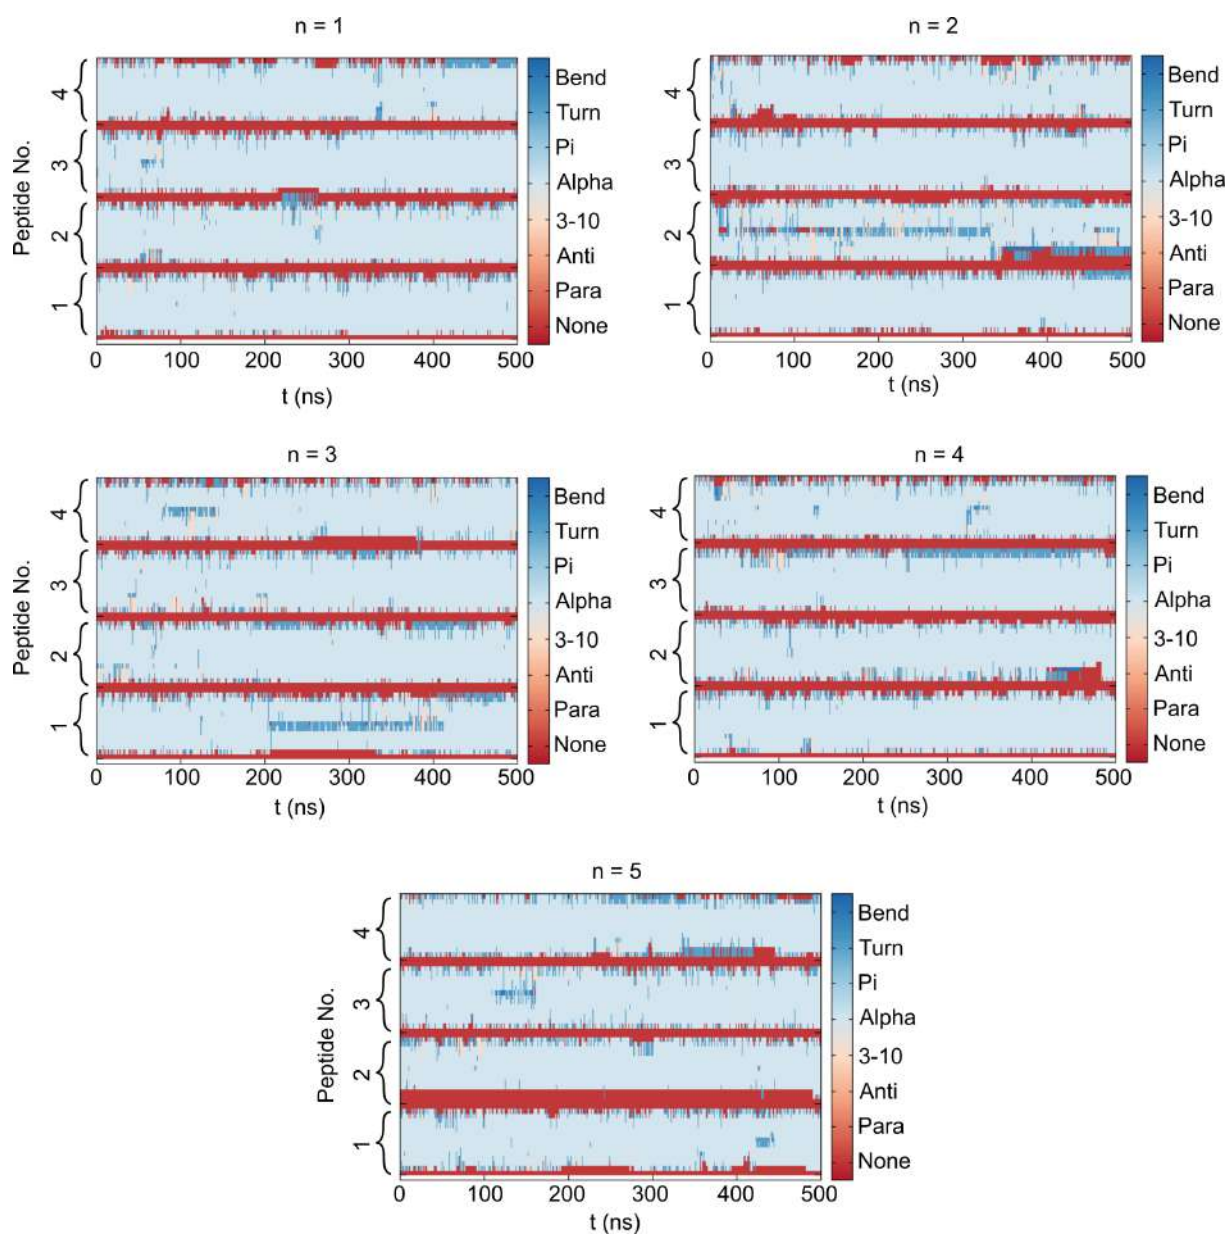 n = 1
Peptide No.
4
3
2
1
Bend
Turn
Pi
Alpha
3-10
Anti
Para
None
0 100 200 300 400 500
t (ns)
n = 2
4
3
2
1
Bend
Turn
Pi
Alpha
3-10
Anti
Para
None
0 100 200 300 400 500
t (ns)
n = 3
Peptide No.
4
3
2
1
Bend
Turn
Pi
Alpha
3-10
Anti
Para
None
0 100 200 300 400 500
t (ns)
n = 4
4
3
2
1
Bend
Turn
Pi
Alpha
3-10
Anti
Para
None
0 100 200 300 400 500
t (ns)
n = 5
Peptide No.
4
3
2
1
Bend
Turn
Pi
Alpha
3-10
Anti
Para
None
0 100 200 300 400 500
t (ns)